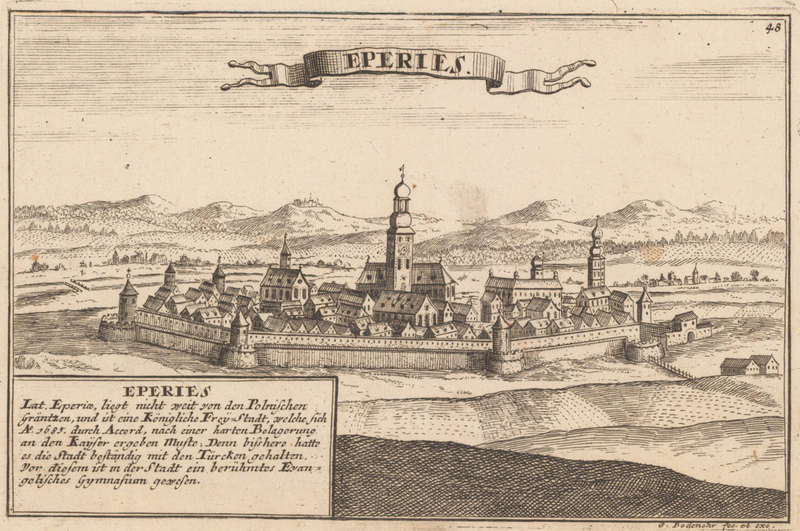 48
EPERIES.
EPERIES
Lat. Eperiæ, liegt nicht weit von den Polnischen
Gräntzen, und ist eine Königliche Frey-Stadt, welche sich
Aº. 1685. durch Accord, nach einer harten Belagerung
an den Kayser ergeben muste; Denn bishero hatte
es die Stadt beständig mit den Türcken gehalten.
Vor diesem ist in der Stadt ein berühmtes Evan=
gelisches Gymnasium gewesen.
G. Bodenehr fec. et exc.